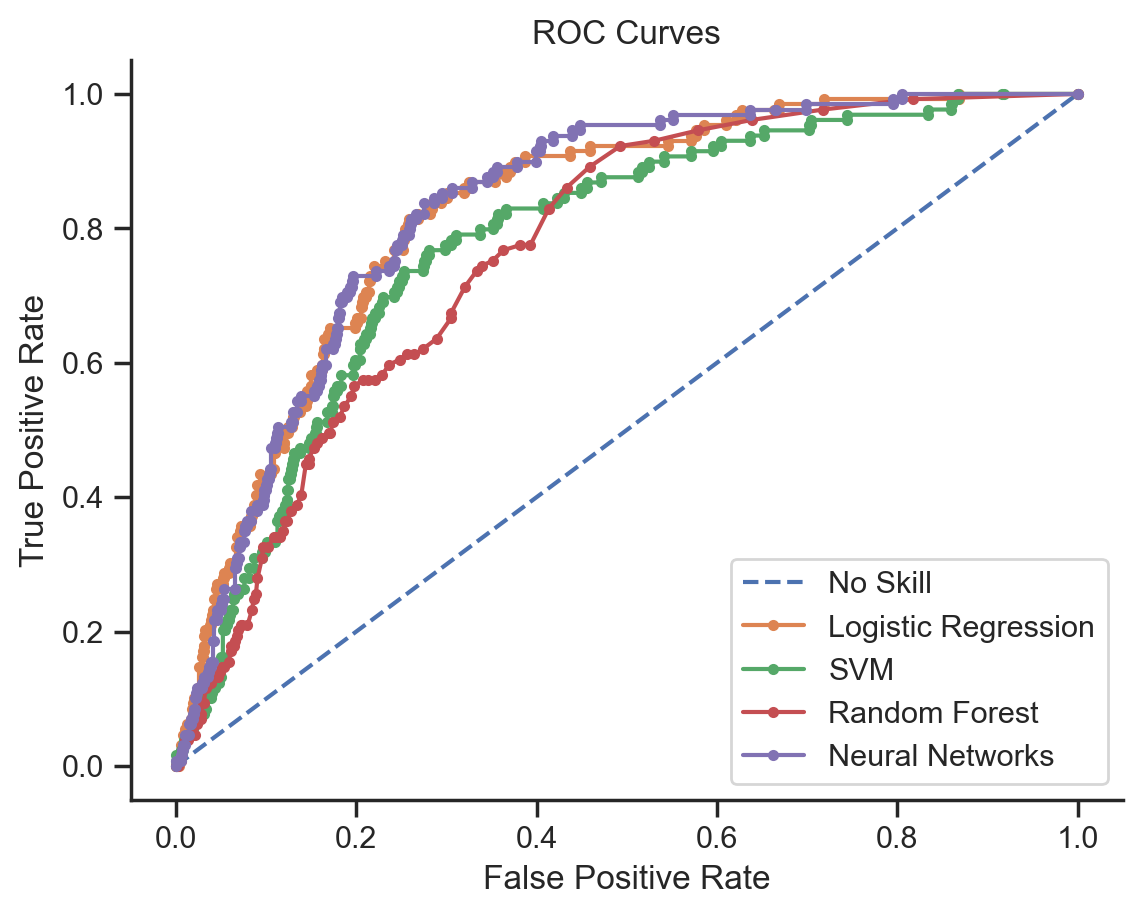 ROC Curves
1.0
0.8
0.6
0.4
0.2
0.0
True Positive Rate
No Skill
Logistic Regression
SVM
Random Forest
Neural Networks
0.0 0.2 0.4 0.6 0.8 1.0
False Positive Rate